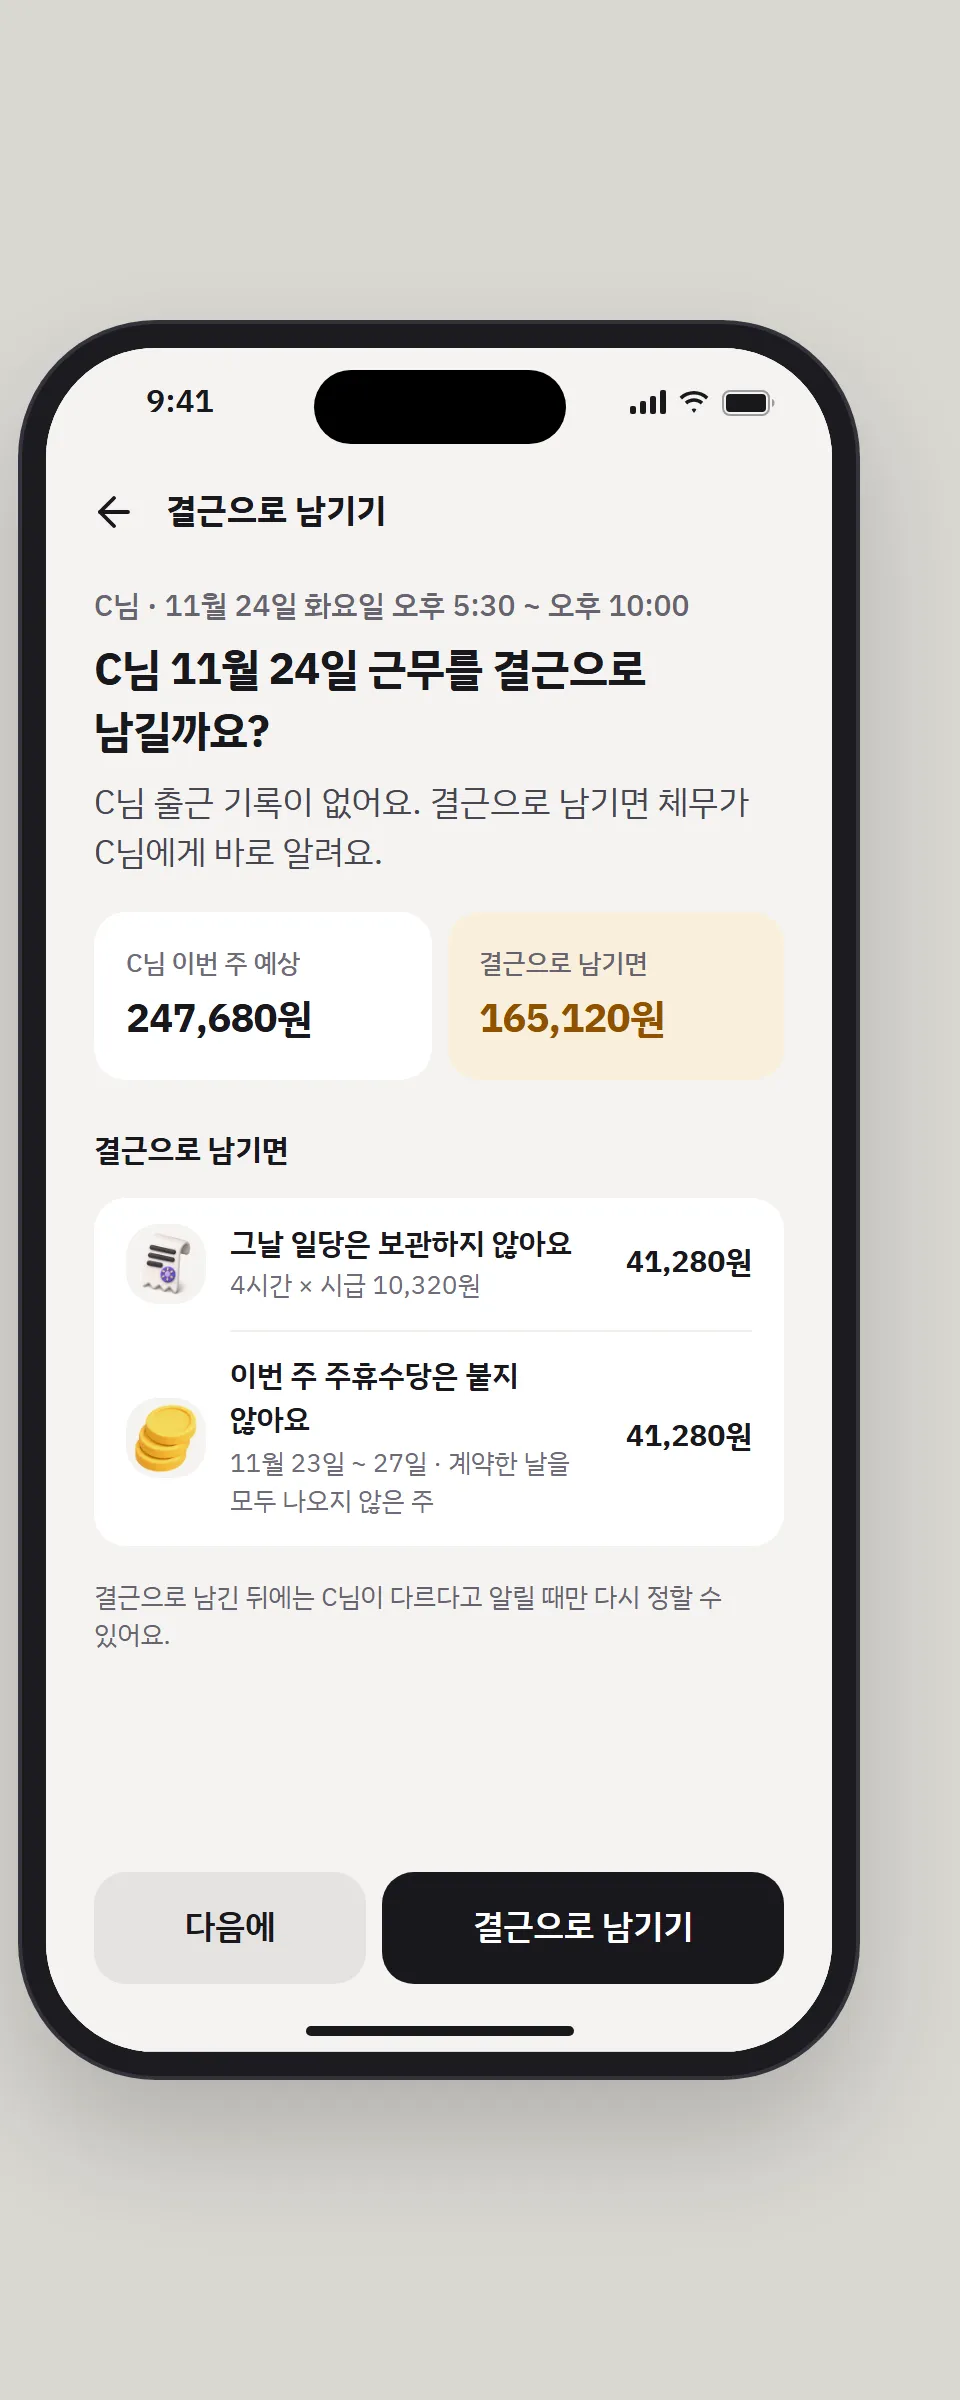 9:41
결근으로 남기기
C님 · 11월 24일 화요일 오후 5:30 ~ 오후 10:00
C님 11월 24일 근무를 결근으로
남길까요?
C님 출근 기록이 없어요. 결근으로 남기면 체무가
C님에게 바로 알려요.
C님 이번 주 예상
247,680원
결근으로 남기면
165,120원
결근으로 남기면
그날 일당은 보관하지 않아요
4시간 × 시급 10,320원
41,280원
이번 주 주휴수당은 붙지
않아요
11월 23일 ~ 27일 · 계약한 날을
모두 나오지 않은 주
41,280원
결근으로 남긴 뒤에는 C님이 다르다고 알릴 때만 다시 정할 수
있어요.
다음에
결근으로 남기기